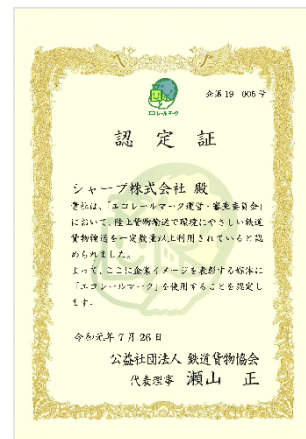 企第19 005号
エコレールマーク
認定証
シャープ株式会社 殿
貴社は、「エコレールマーク運営・審査委員会」
において、陸上貨物輸送で環境にやさしい鉄道
貨物輸送を一定数量以上利用されていると認
められました。
よって、ここに企業イメージを表彰する媒体に
「エコレールマーク」を使用することを認定し
ます。
令和元年7月26日
公益社団法人 鉄道貨物協会
代表理事 瀬山 正